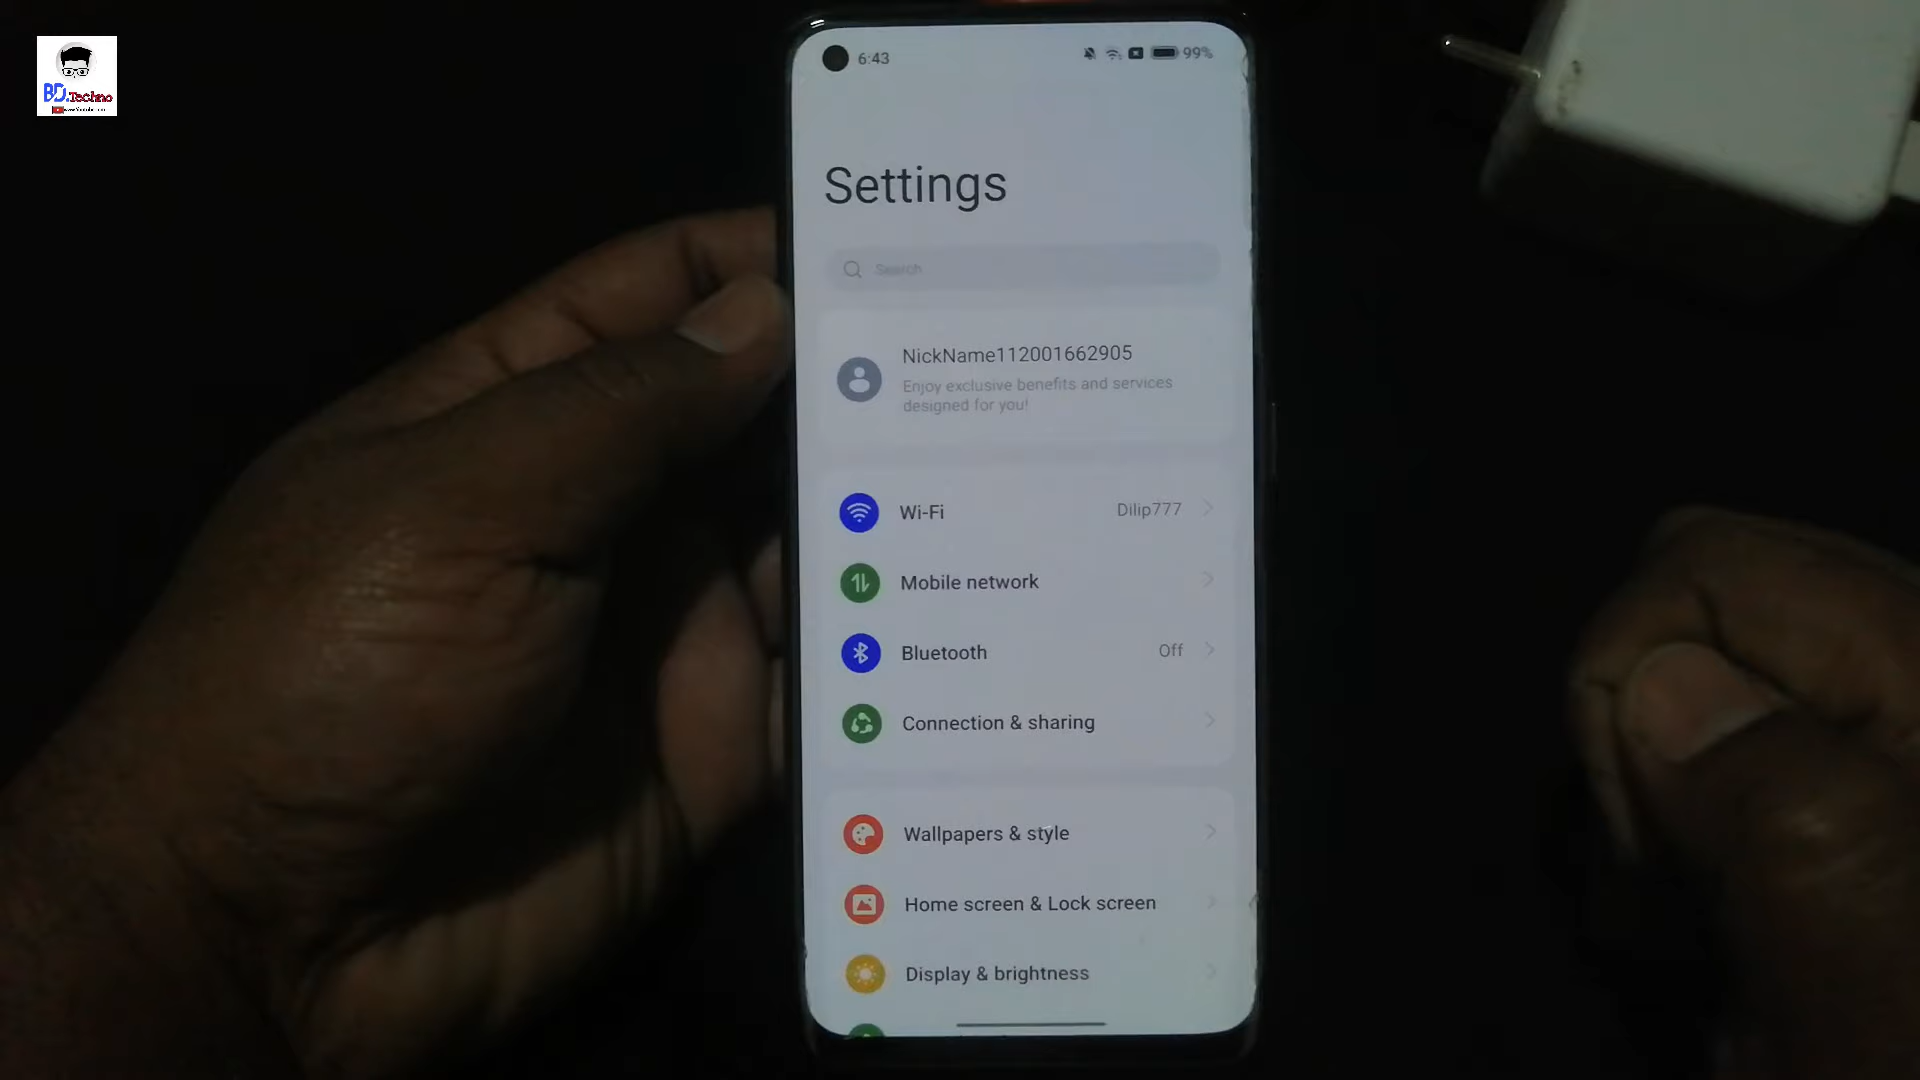 BD.Techno
6:43
99%
Settings
Search
NickName112001662905
Enjoy exclusive benefits and services
designed for you!
Wi-Fi
Dilip777
Mobile network
Bluetooth
Off
Connection & sharing
Wallpapers & style
Home screen & Lock screen
Display & brightness